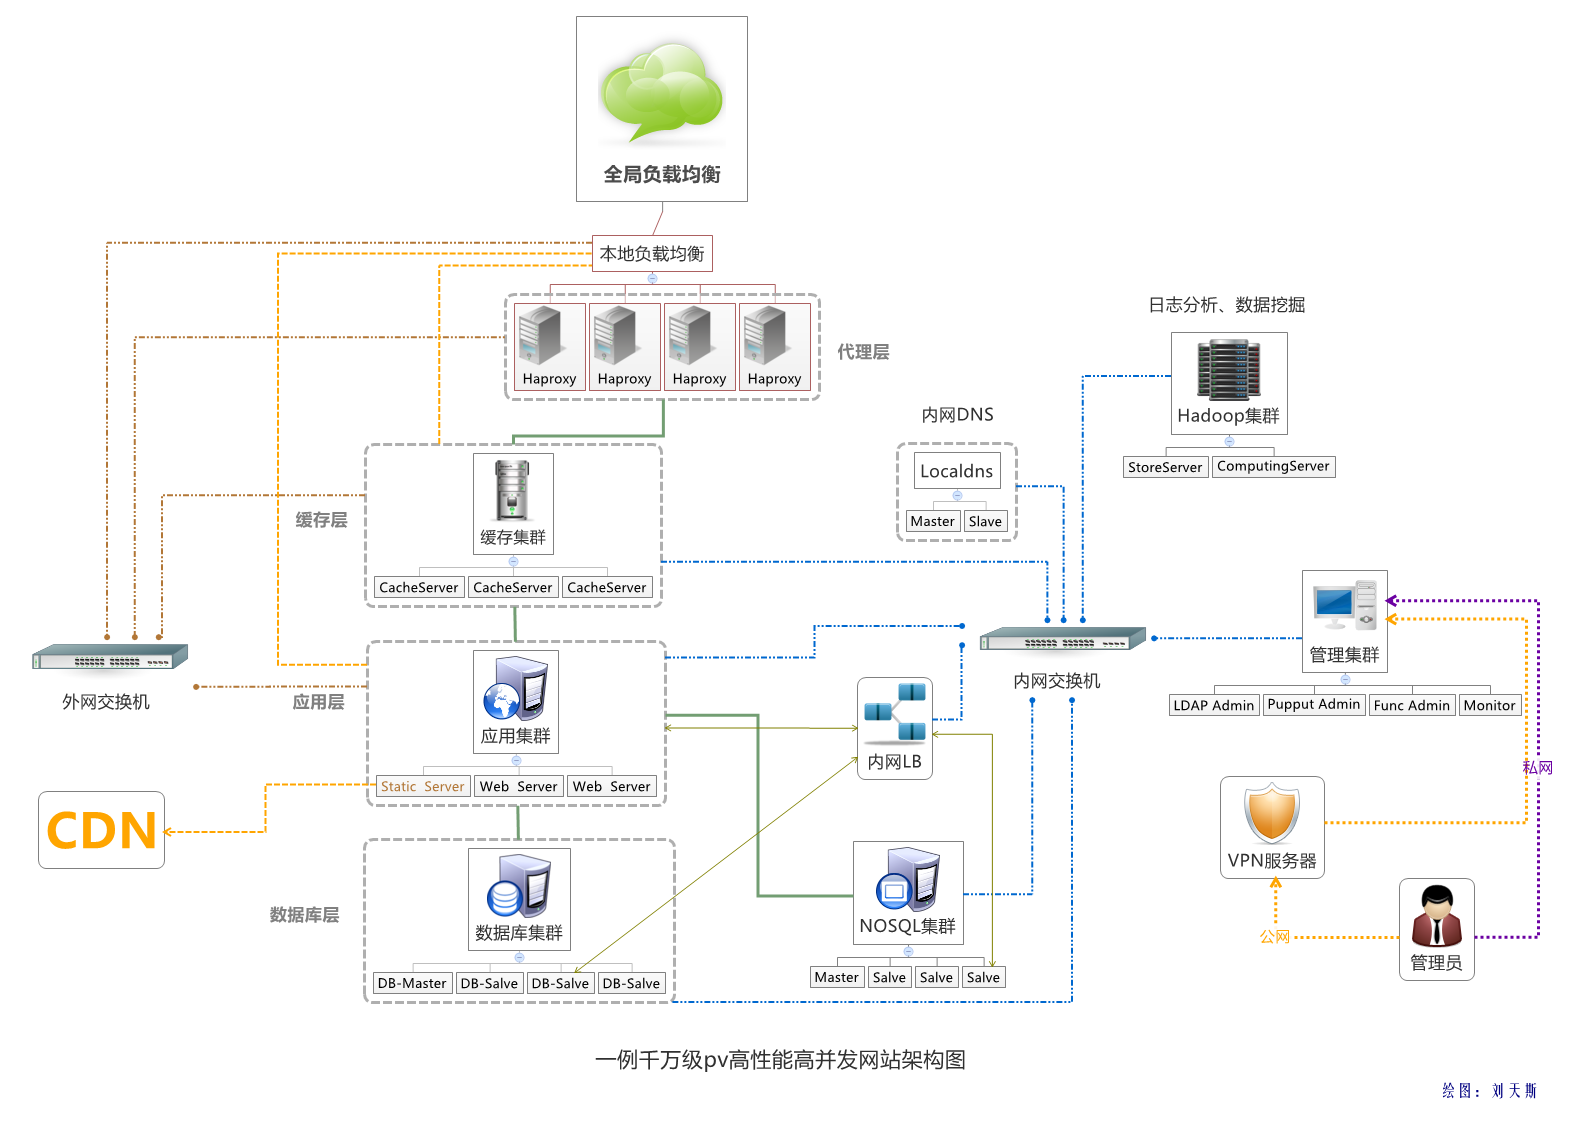 全局负载均衡
本地负载均衡
Haproxy
Haproxy
Haproxy
Haproxy
代理层
日志分析、数据挖掘
Hadoop集群
StoreServer
ComputingServer
内网DNS
Localdns
Master
Slave
缓存层
缓存集群
CacheServer
CacheServer
CacheServer
外网交换机
内网交换机
管理集群
LDAP Admin
Pupput Admin
Func Admin
Monitor
应用层
应用集群
Static Server
Web Server
Web Server
内网LB
CDN
私网
VPN服务器
公网
管理员
数据库层
数据库集群
DB-Master
DB-Salve
DB-Salve
DB-Salve
NOSQL集群
Master
Salve
Salve
Salve
一例千万级pv高性能高并发网站架构图
绘图：刘天斯